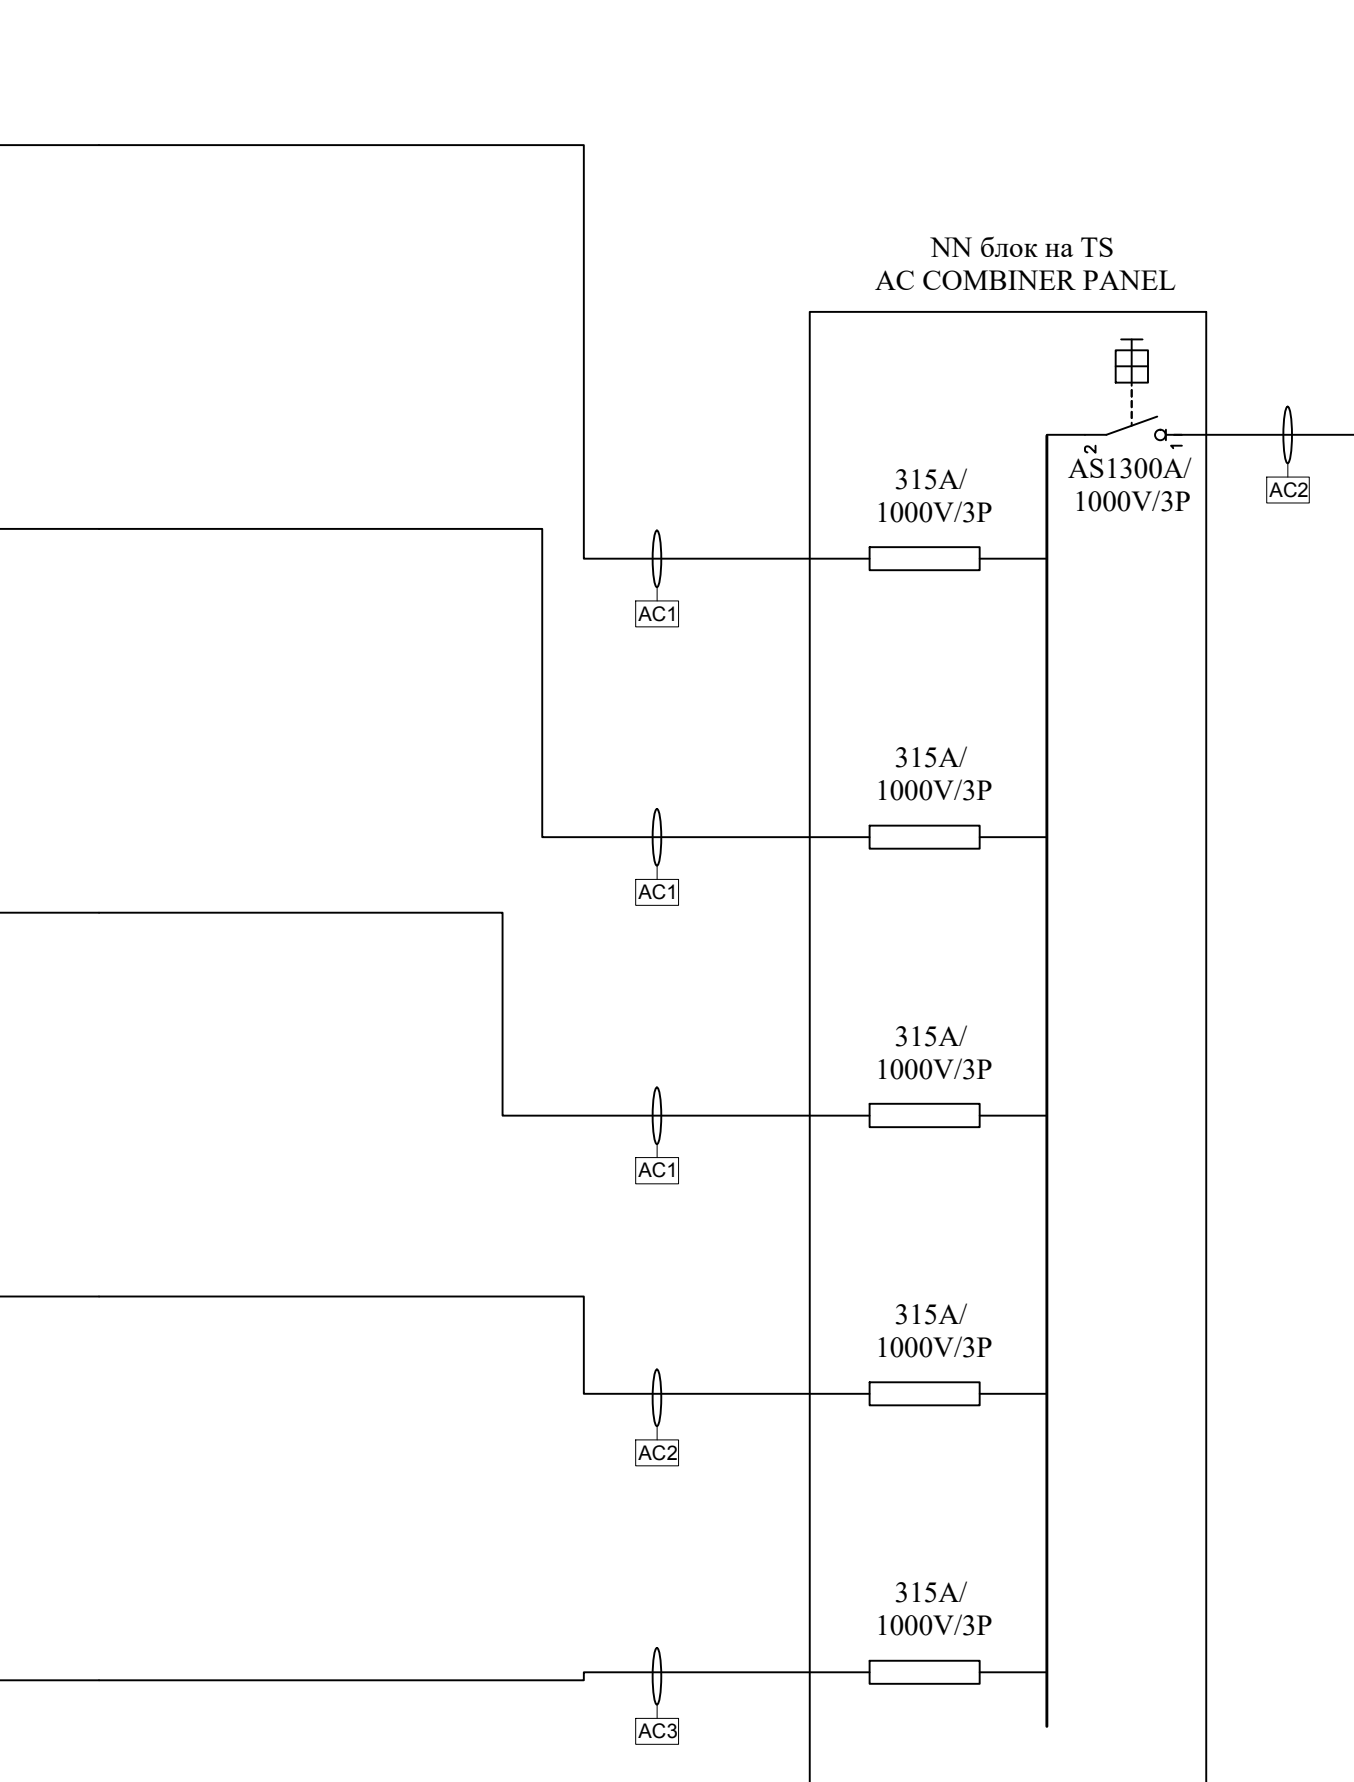 NN блок на TS
AC COMBINER PANEL
2
1
AS1300A/
1000V/3P
AC2
315A/
1000V/3P
AC1
315A/
1000V/3P
AC1
315A/
1000V/3P
AC1
315A/
1000V/3P
AC2
315A/
1000V/3P
AC3